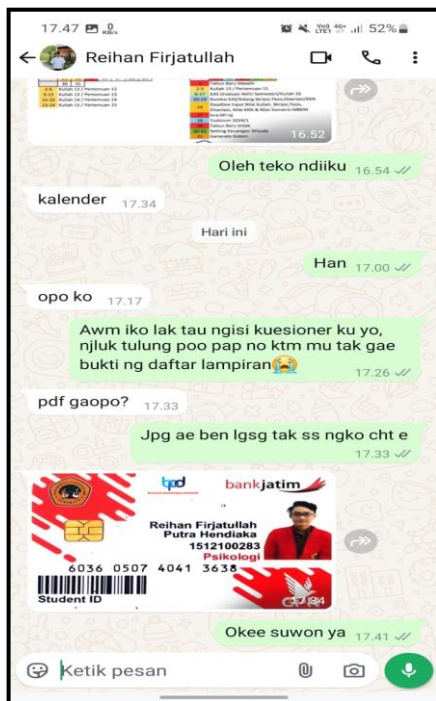 17.47
52%
Reihan Firjatullah
16.52
Oleh teko ndiiku 16.54
kalender 17.34
Hari ini
Han 17.00
opo ko 17.17
Awm iko lak tau ngisi kuesioner ku yo,
njluk tulung poo pap no ktm mu tak gae
bukti ng daftar lampiran😭
17.26
pdf gaopo? 17.33
Jpg ae ben lgsg tak ss ngko cht e
17.33
bpd bankjatim
Reihan Firjatullah
Putra Hendiaka
1512100283
Psikologi
6036 0507 4041 3638
Student ID
17.34
Okee suwon ya 17.41
Ketik pesan